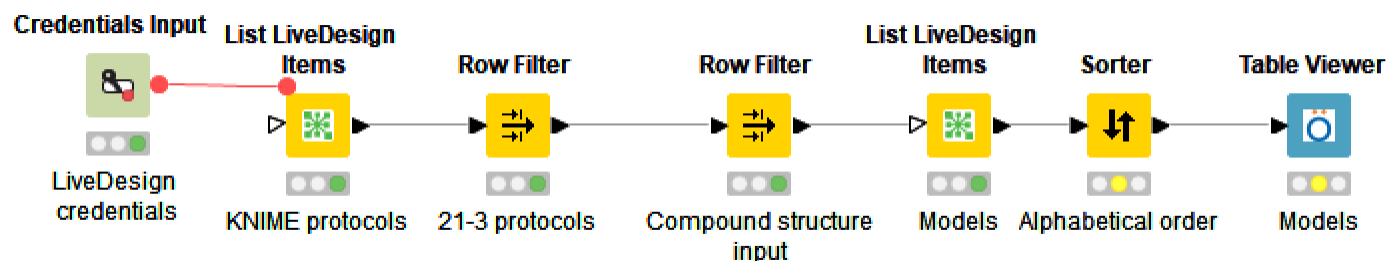 Credentials Input
List LiveDesign
Items
Row Filter
Row Filter
List LiveDesign
Items
Sorter
Table Viewer
LiveDesign
credentials
KNIME protocols
21-3 protocols
Compound structure
input
Models
Alphabetical order
Models